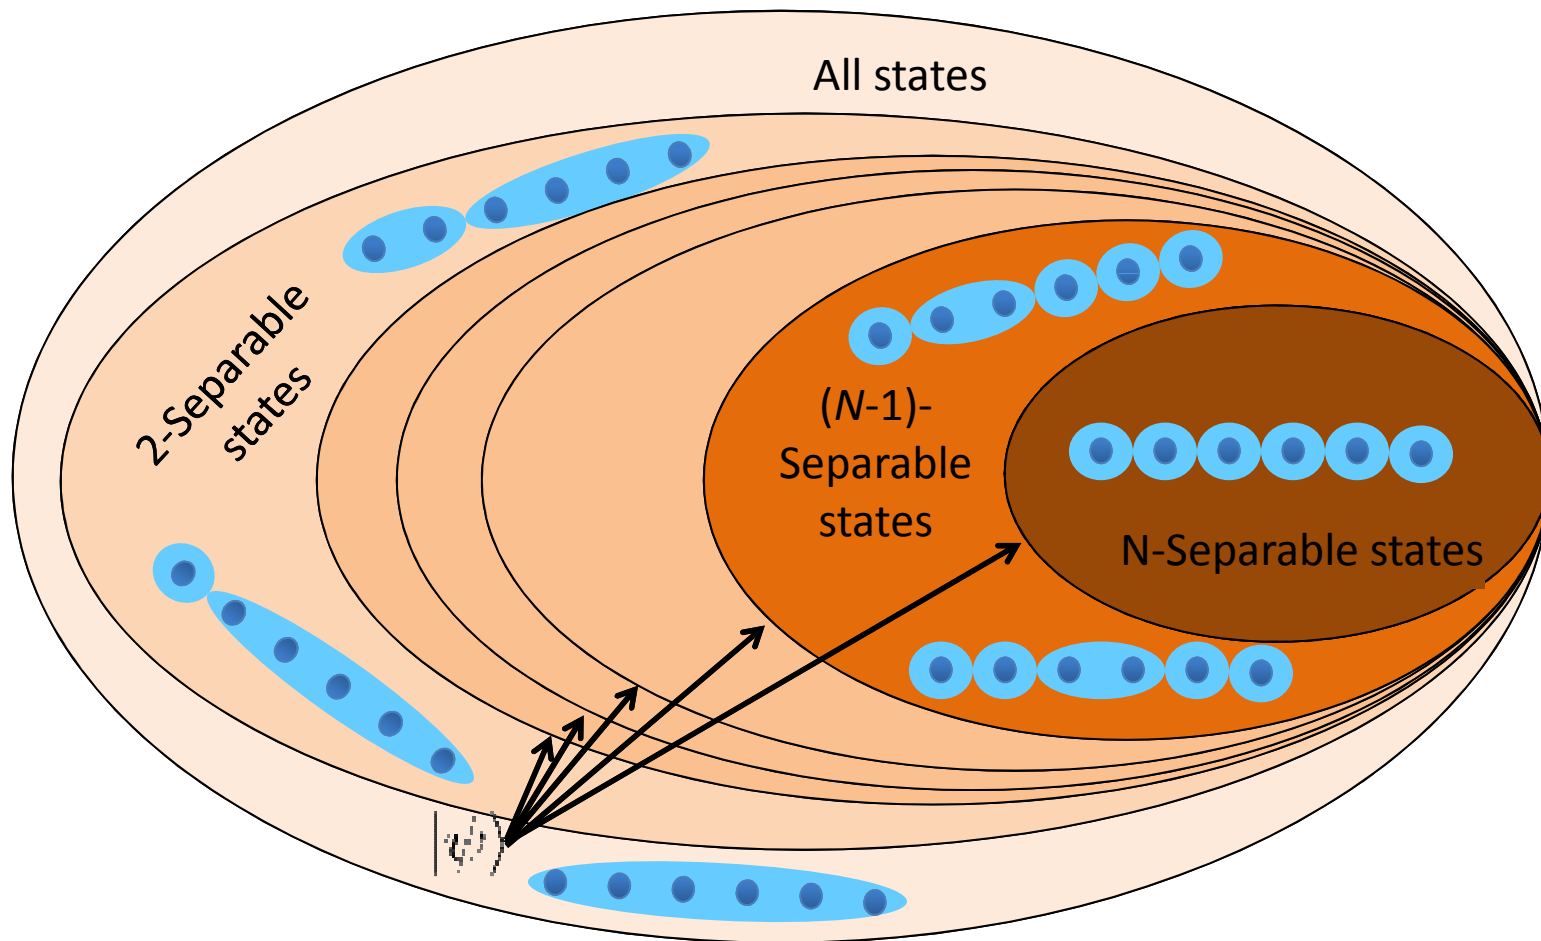 All states
2-Separable
states
(N-1)-
Separable
states
N-Separable states